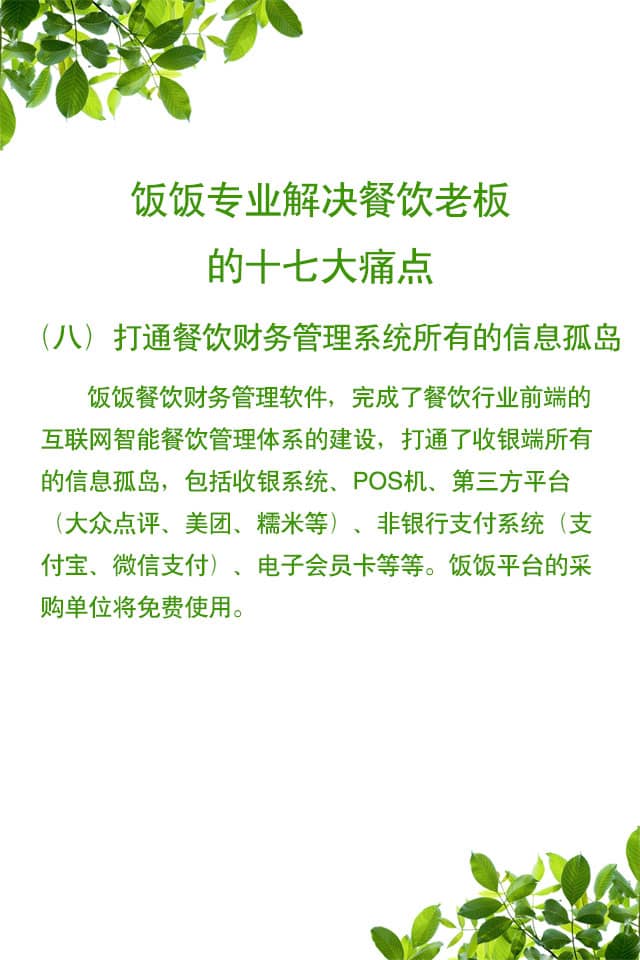 饭饭专业解决餐饮老板
的十七大痛点
（八）打通餐饮财务管理系统所有的信息孤岛
饭饭餐饮财务管理软件，完成了餐饮行业前端的
互联网智能餐饮管理体系的建设，打通了收银端所有
的信息孤岛，包括收银系统、POS机、第三方平台
（大众点评、美团、糯米等）、非银行支付系统（支
付宝、微信支付）、电子会员卡等等。饭饭平台的采
购单位将免费使用。